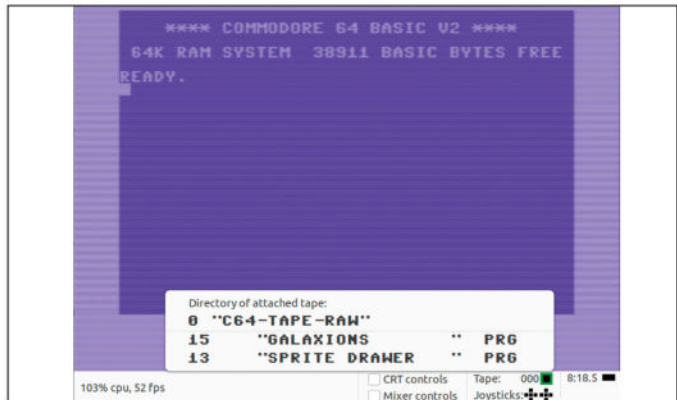 **** COMMODORE 64 BASIC V2 ****
64K RAM SYSTEM 38911 BASIC BYTES FREE
READY.
Directory of attached tape:
0 "C64-TAPE-RAW"
15 "GALAXIONS " PRG
13 "SPRITE DRAWER " PRG
103% cpu, 52 fps
CRT controls Tape: 000 8:18.5
Mixer controls Joysticks: